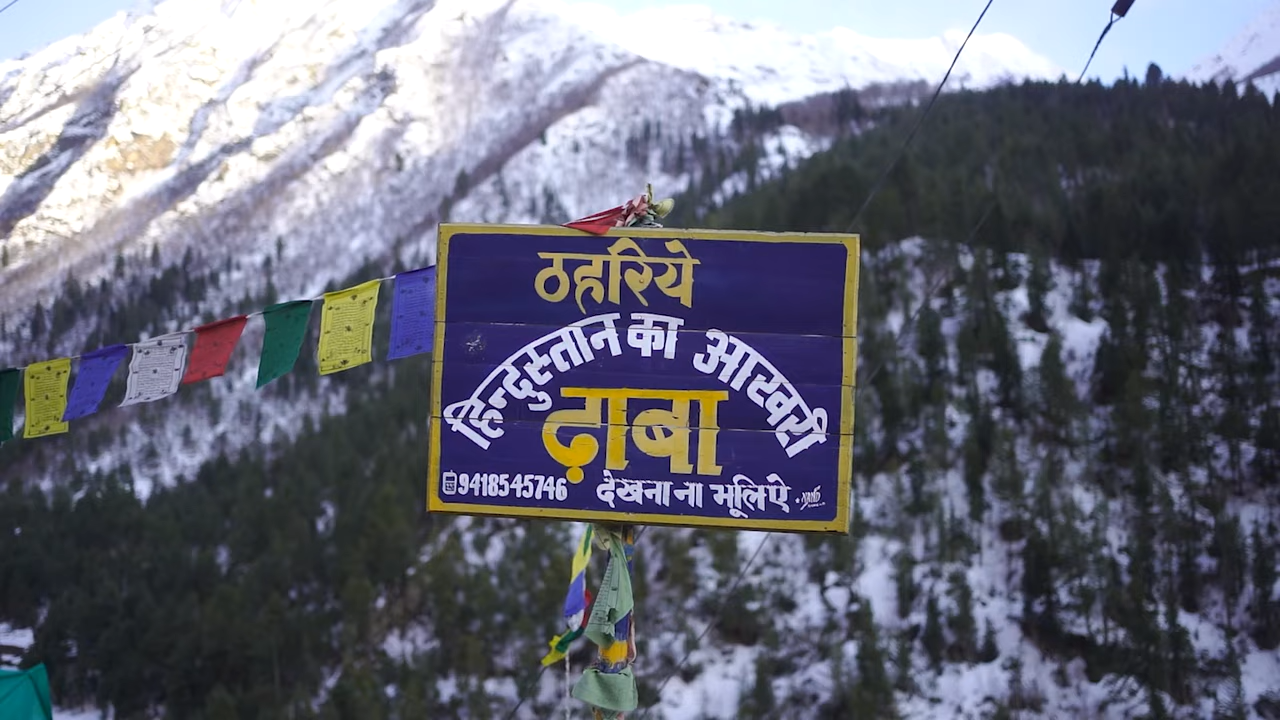 ठहरिये
हिन्दुस्तान का आखरी
ढ़ाबा
9418545746 देखना ना भूलिऐ